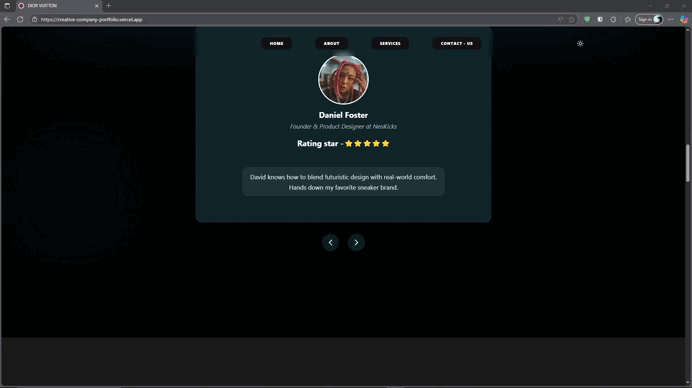 DIOR VUITTON
https://creative-company-portfolio.vercel.app
Sign in
HOME
ABOUT
SERVICES
CONTACT - US
Daniel Foster
Founder & Product Designer at NeoKicks
Rating star -
David knows how to blend futuristic design with real-world comfort.
Hands down my favorite sneaker brand.